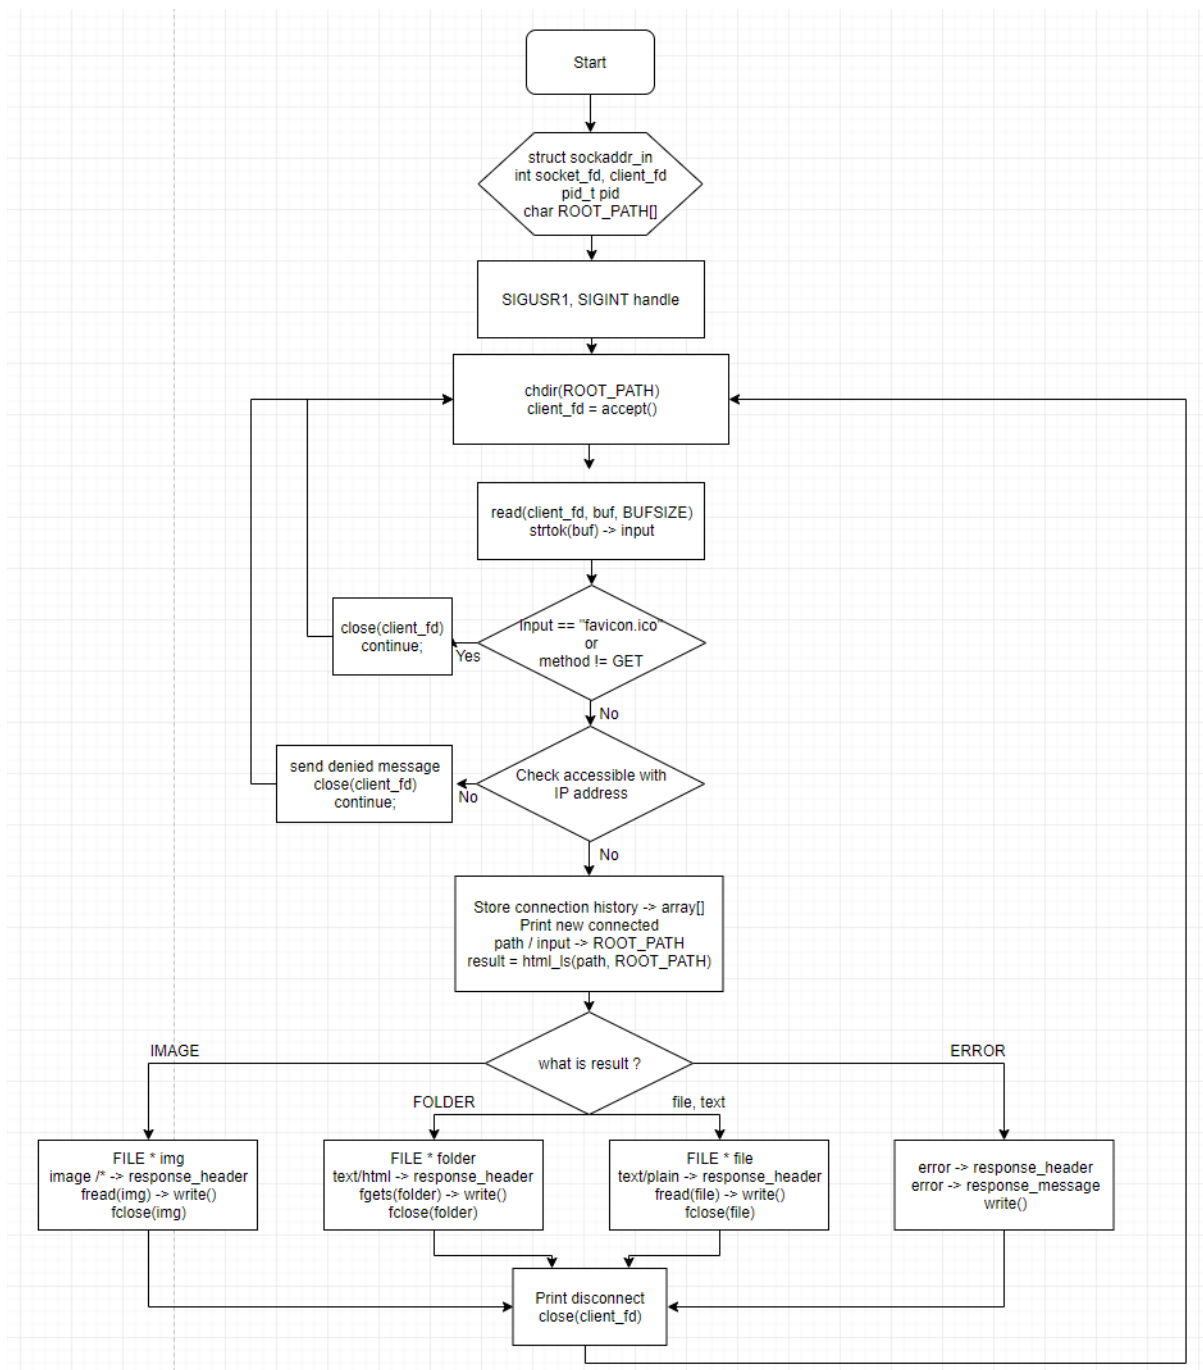 Start
struct sockaddr_in
int socket_fd, client_fd
pid_t pid
char ROOT_PATH[]
SIGUSR1, SIGINT handle
chdir(ROOT_PATH)
client_fd = accept()
read(client_fd, buf, BUFSIZE)
strtok(buf) -> input
input == "favicon.ico"
or
method != GET
Yes
close(client_fd)
continue;
No
Check accessible with
IP address
No
send denied message
close(client_fd)
continue;
No
Store connection history -> array[]
Print new connected
path / input -> ROOT_PATH
result = html_ls(path, ROOT_PATH)
what is result ?
IMAGE
FOLDER
file, text
ERROR
FILE * img
image /* -> response_header
fread(img) -> write()
fclose(img)
FILE * folder
text/html -> response_header
fgets(folder) -> write()
fclose(folder)
FILE * file
text/plain -> response_header
fread(file) -> write()
fclose(file)
error -> response_header
error -> response_message
write()
Print disconnect
close(client_fd)